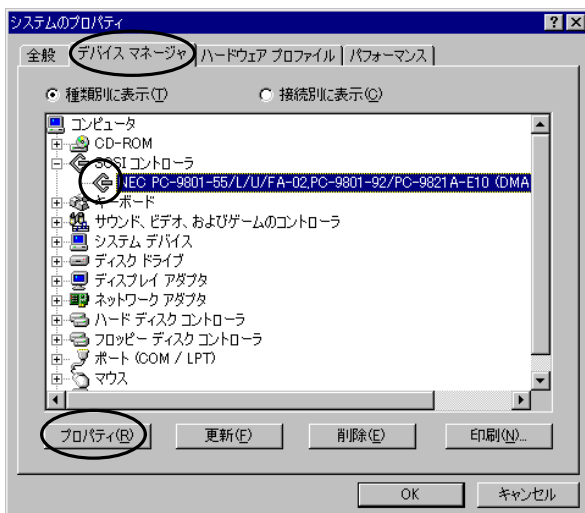 システムのプロパティ
全般 デバイス マネージャ ハードウェア プロファイル パフォーマンス
種類別に表示(T) 接続別に表示(C)
コンピュータ
CD-ROM
SCSI コントローラ
NEC PC-9801-55/L/U/FA-02,PC-9801-92/PC-9821A-E10 (DMA
キーボード
サウンド、ビデオ、およびゲームのコントローラ
システム デバイス
ディスク ドライブ
ディスプレイ アダプタ
ネットワーク アダプタ
ハード ディスク コントローラ
フロッピー ディスク コントローラ
ポート (COM / LPT)
マウス
プロパティ(R) 更新(F) 削除(E) 印刷(N)...
OK キャンセル